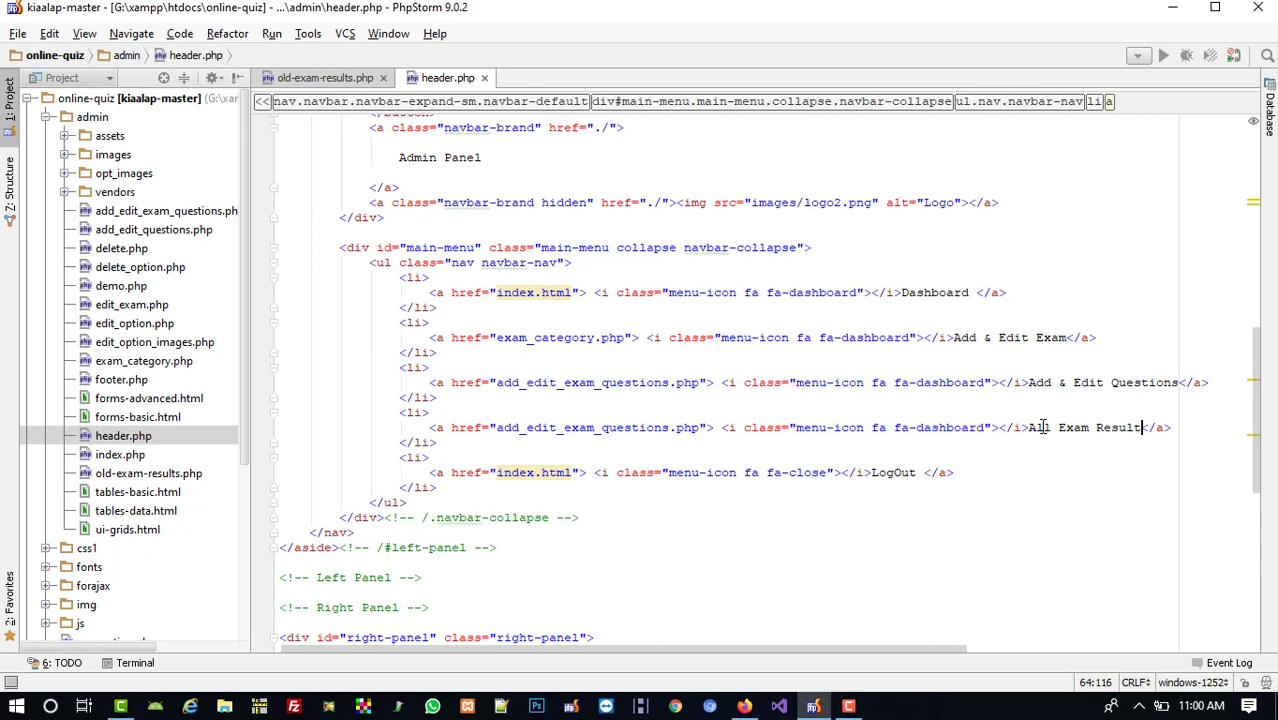 kiaalap-master - [G:\xampp\htdocs\online-quiz] - ...\admin\header.php - PhpStorm 9.0.2
File Edit View Navigate Code Refactor Run Tools VCS Window Help
online-quiz admin header.php
Project old-exam-results.php header.php
<< nav.navbar.navbar-expand-sm.navbar-default div#main-menu.main-menu.collapse.navbar-collapse ul.nav.navbar-nav li a
1: Project
7: Structure
2: Favorites
Database
online-quiz [kiaalap-master] (G:\xar
admin
assets
images
opt_images
vendors
add_edit_exam_questions.ph
add_edit_questions.php
delete.php
delete_option.php
demo.php
edit_exam.php
edit_option.php
edit_option_images.php
exam_category.php
footer.php
forms-advanced.html
forms-basic.html
header.php
index.php
old-exam-results.php
tables-basic.html
tables-data.html
ui-grids.html
css1
fonts
forajax
img
js
</button>
<a class="navbar-brand" href="./">
Admin Panel
</a>
<a class="navbar-brand hidden" href="./"><img src="images/logo2.png" alt="Logo"></a>
</div>
<div id="main-menu" class="main-menu collapse navbar-collapse">
<ul class="nav navbar-nav">
<li>
<a href="index.html"> <i class="menu-icon fa fa-dashboard"></i>Dashboard </a>
</li>
<li>
<a href="exam_category.php"> <i class="menu-icon fa fa-dashboard"></i>Add & Edit Exam</a>
</li>
<li>
<a href="add_edit_exam_questions.php"> <i class="menu-icon fa fa-dashboard"></i>Add & Edit Questions</a>
</li>
<li>
<a href="add_edit_exam_questions.php"> <i class="menu-icon fa fa-dashboard"></i>All Exam Result</a>
</li>
<li>
<a href="index.html"> <i class="menu-icon fa fa-close"></i>LogOut </a>
</li>
</ul>
</div><!-- /.navbar-collapse -->
</nav>
</aside><!-- /#left-panel -->
<!-- Left Panel -->
<!-- Right Panel -->
<div id="right-panel" class="right-panel">
6: TODO Terminal Event Log
64:116 CRLF windows-1252
11:00 AM